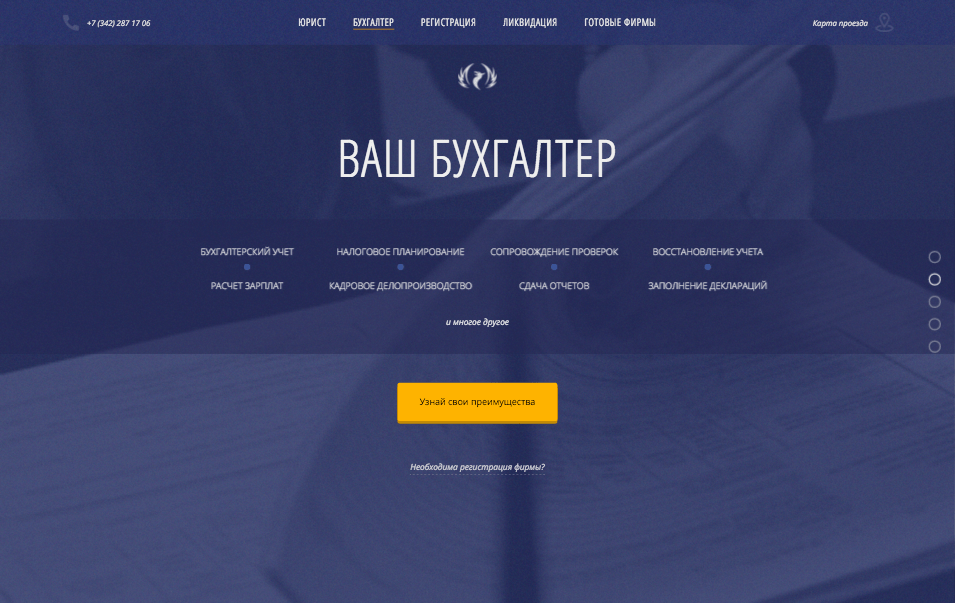 +7 (342) 287 17 06
ЮРИСТ БУХГАЛТЕР РЕГИСТРАЦИЯ ЛИКВИДАЦИЯ ГОТОВЫЕ ФИРМЫ
Карта проезда
ВАШ БУХГАЛТЕР
БУХГАЛТЕРСКИЙ УЧЕТ НАЛОГОВОЕ ПЛАНИРОВАНИЕ СОПРОВОЖДЕНИЕ ПРОВЕРОК ВОССТАНОВЛЕНИЕ УЧЕТА
РАСЧЕТ ЗАРПЛАТ КАДРОВОЕ ДЕЛОПРОИЗВОДСТВО СДАЧА ОТЧЕТОВ ЗАПОЛНЕНИЕ ДЕКЛАРАЦИЙ
и многое другое
Узнай свои преимущества
Необходима регистрация фирмы?